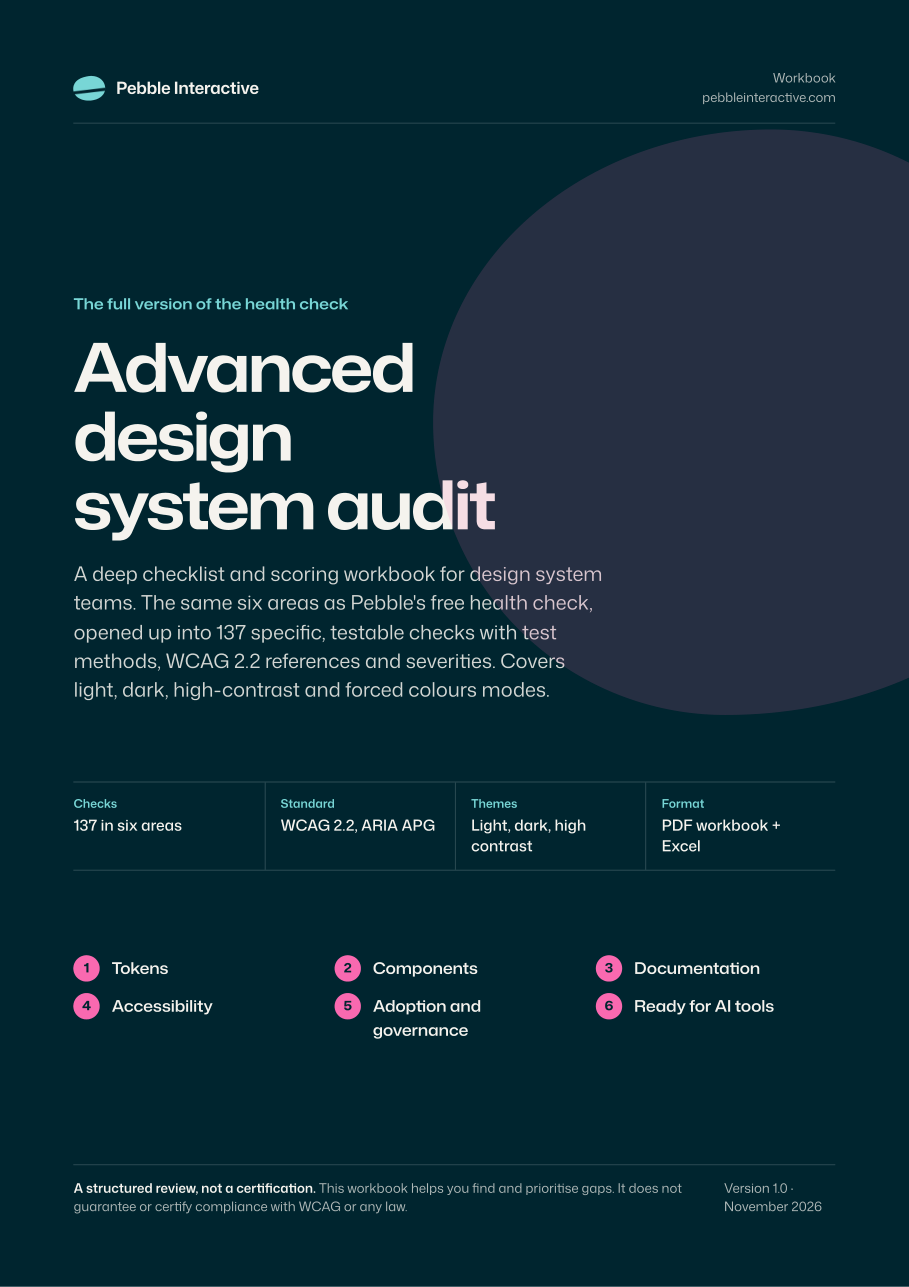 Pebble Interactive
Workbook
pebbleinteractive.com
The full version of the health check
Advanced
design
system audit
A deep checklist and scoring workbook for design system
teams. The same six areas as Pebble's free health check,
opened up into 137 specific, testable checks with test
methods, WCAG 2.2 references and severities. Covers
light, dark, high-contrast and forced colours modes.
Checks
137 in six areas
Standard
WCAG 2.2, ARIA APG
Themes
Light, dark, high
contrast
Format
PDF workbook +
Excel
1 Tokens
2 Components
3 Documentation
4 Accessibility
5 Adoption and
governance
6 Ready for AI tools
A structured review, not a certification. This workbook helps you find and prioritise gaps. It does not
guarantee or certify compliance with WCAG or any law.
Version 1.0 ·
November 2026